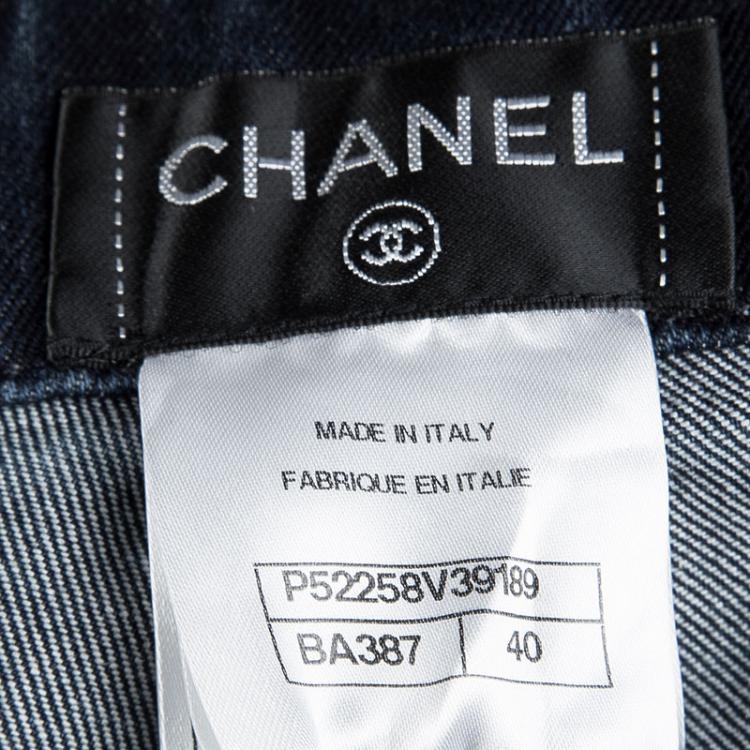 CHANEL
MADE IN ITALY
FABRIQUE EN ITALIE
P52258V39189
BA387 40